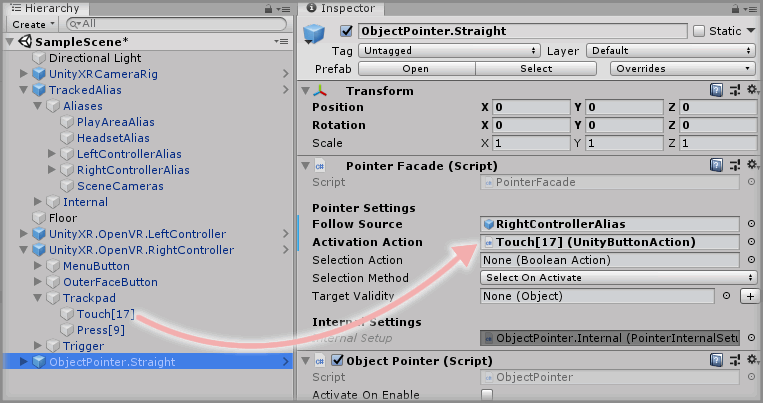 Hierarchy
Create
All
SampleScene*
Directional Light
UnityXRCameraRig
TrackedAlias
Aliases
PlayAreaAlias
HeadsetAlias
LeftControllerAlias
RightControllerAlias
SceneCameras
Internal
Floor
UnityXR.OpenVR.LeftController
UnityXR.OpenVR.RightController
MenuButton
OuterFaceButton
Trackpad
Touch[17]
Press[9]
Trigger
ObjectPointer.Straight
Inspector
ObjectPointer.Straight Static
Tag Untagged Layer Default
Prefab Open Select Overrides
Transform
Position X 0 Y 0 Z 0
Rotation X 0 Y 0 Z 0
Scale X 1 Y 1 Z 1
Pointer Facade (Script)
Script PointerFacade
Pointer Settings
Follow Source RightControllerAlias
Activation Action Touch[17] (UnityButtonAction)
Selection Action None (Boolean Action)
Selection Method Select On Activate
Target Validity None (Object)
Internal Settings
Internal Setup ObjectPointer.Internal (PointerInternalSetu
Object Pointer (Script)
Script ObjectPointer
Activate On Enable